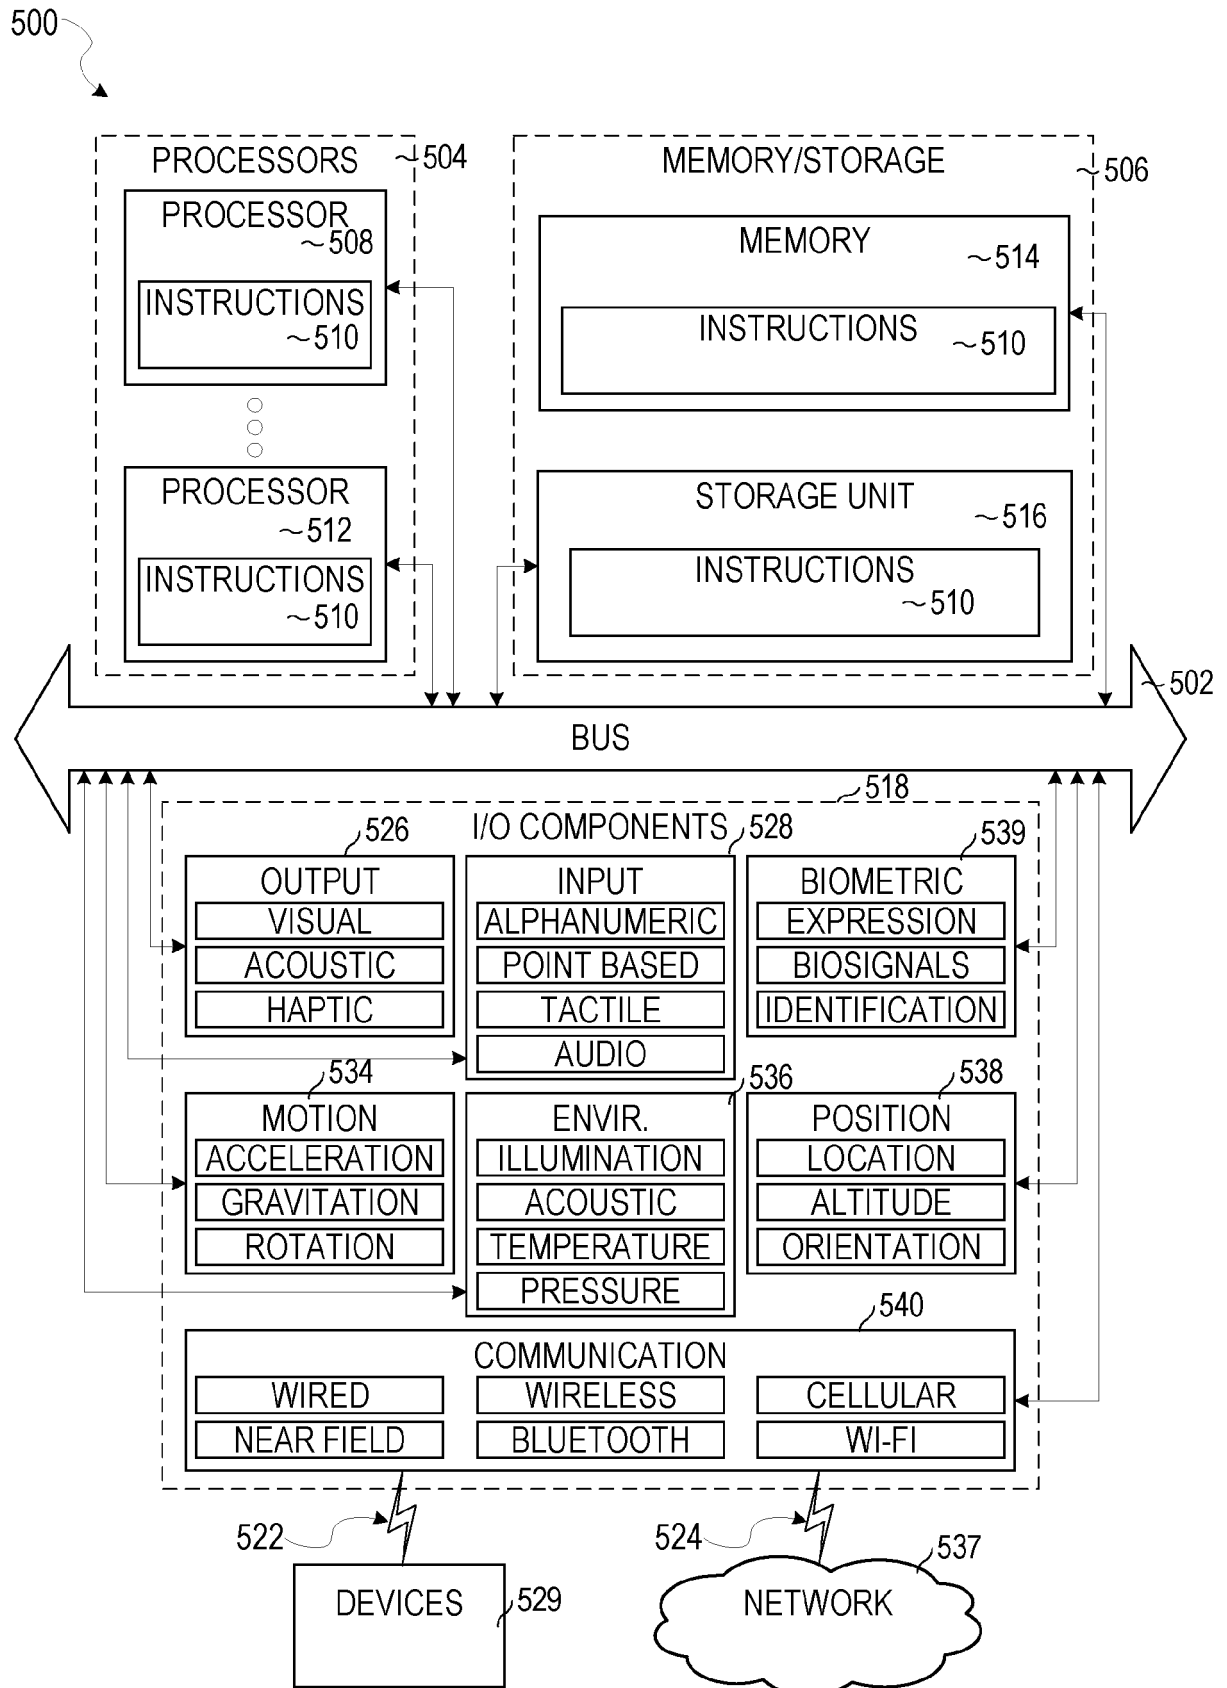 500
PROCESSORS
~504
PROCESSOR
~508
INSTRUCTIONS
~510
PROCESSOR
~512
INSTRUCTIONS
~510
MEMORY/STORAGE
~506
MEMORY
~514
INSTRUCTIONS
~510
STORAGE UNIT
~516
INSTRUCTIONS
~510
502
BUS
518
I/O COMPONENTS
526
OUTPUT
VISUAL
ACOUSTIC
HAPTIC
528
INPUT
ALPHANUMERIC
POINT BASED
TACTILE
AUDIO
539
BIOMETRIC
EXPRESSION
BIOSIGNALS
IDENTIFICATION
534
MOTION
ACCELERATION
GRAVITATION
ROTATION
536
ENVIR.
ILLUMINATION
ACOUSTIC
TEMPERATURE
PRESSURE
538
POSITION
LOCATION
ALTITUDE
ORIENTATION
540
COMMUNICATION
WIRED
WIRELESS
CELLULAR
NEAR FIELD
BLUETOOTH
WI-FI
522
524
DEVICES
529
NETWORK
537